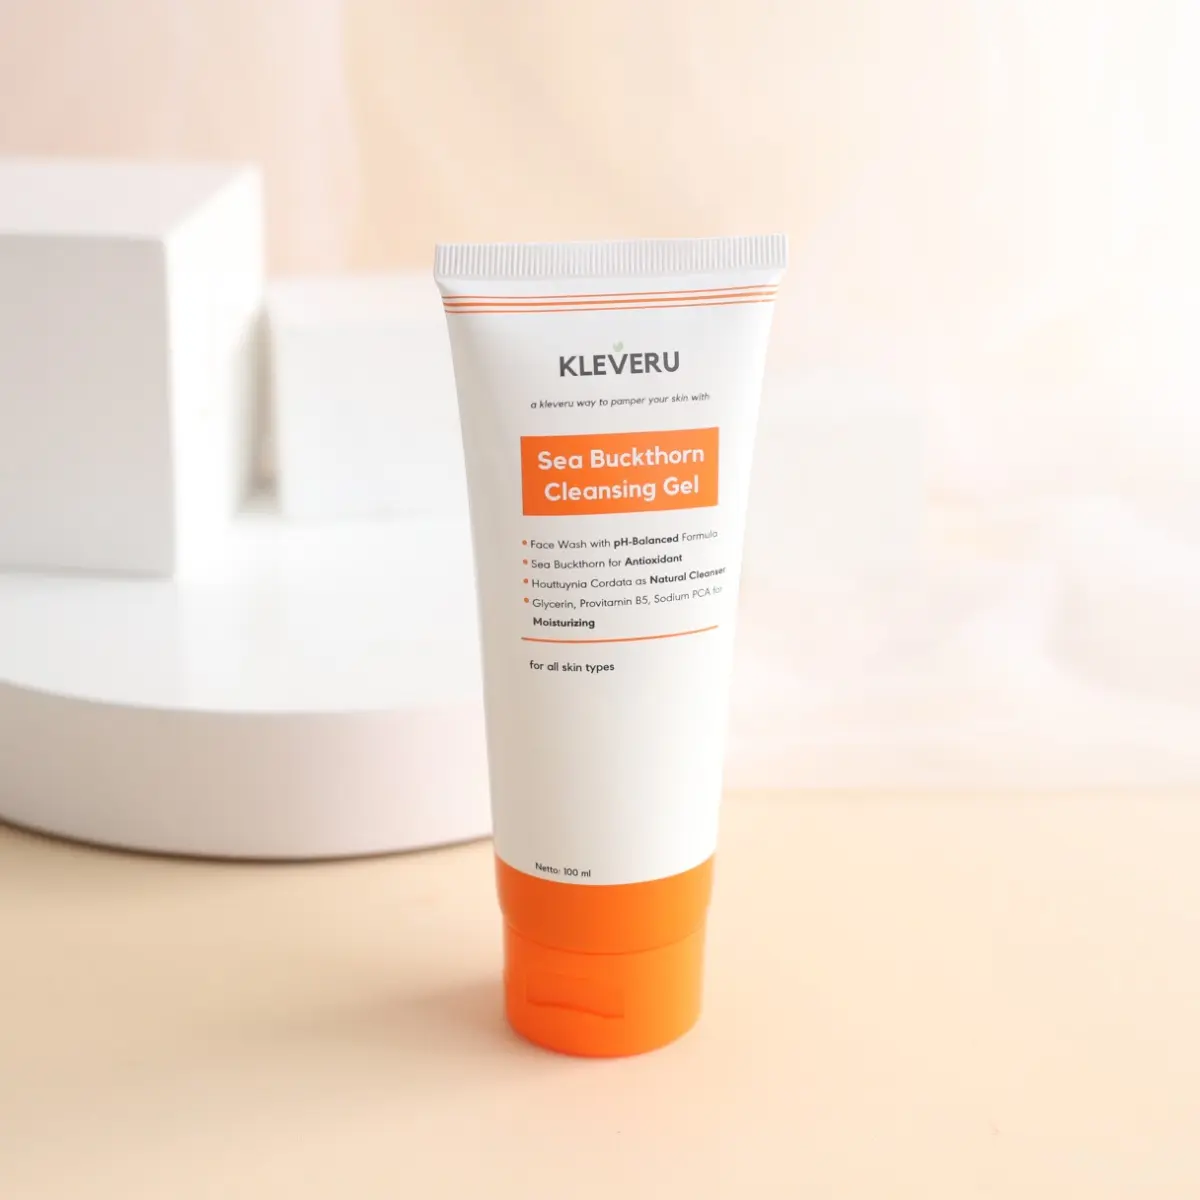 KLEVERU
a kleveru way to pamper your skin with
Sea Buckthorn
Cleansing Gel
• Face Wash with pH-Balanced Formula
• Sea Buckthorn for Antioxidant
• Houttuynia Cordata as Natural Cleanser
• Glycerin, Provitamin B5, Sodium PCA for
Moisturizing
for all skin types
Netto: 100 ml